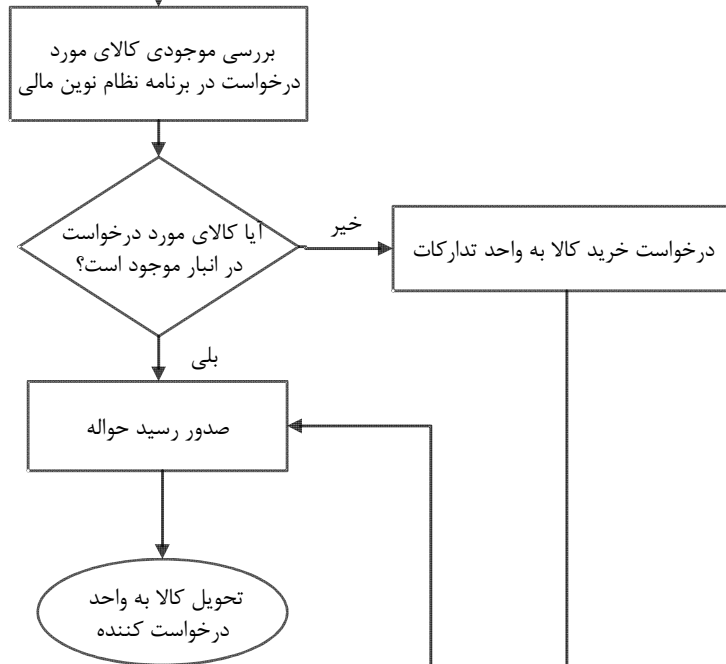 بررسی موجودی کالای مورد
درخواست در برنامه نظام نوین مالی
آیا کالای مورد درخواست
در انبار موجود است؟
خیر
درخواست خرید کالا به واحد تدارکات
بلی
صدور رسید حواله
تحویل کالا به واحد
درخواست کننده